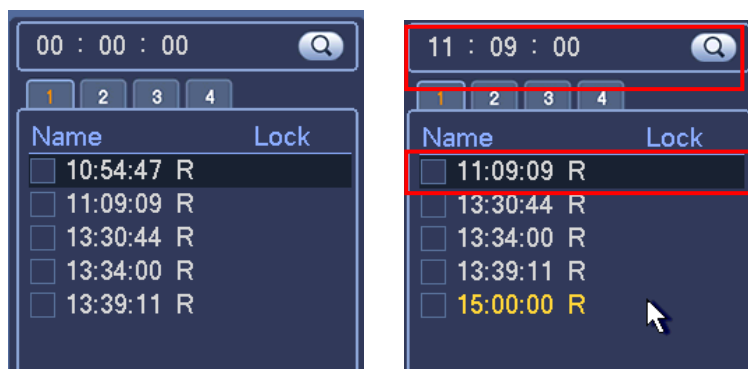 00 : 00 : 00
1 2 3 4
Name Lock
10:54:47 R
11:09:09 R
13:30:44 R
13:34:00 R
13:39:11 R
11 : 09 : 00
1 2 3 4
Name Lock
11:09:09 R
13:30:44 R
13:34:00 R
13:39:11 R
15:00:00 R